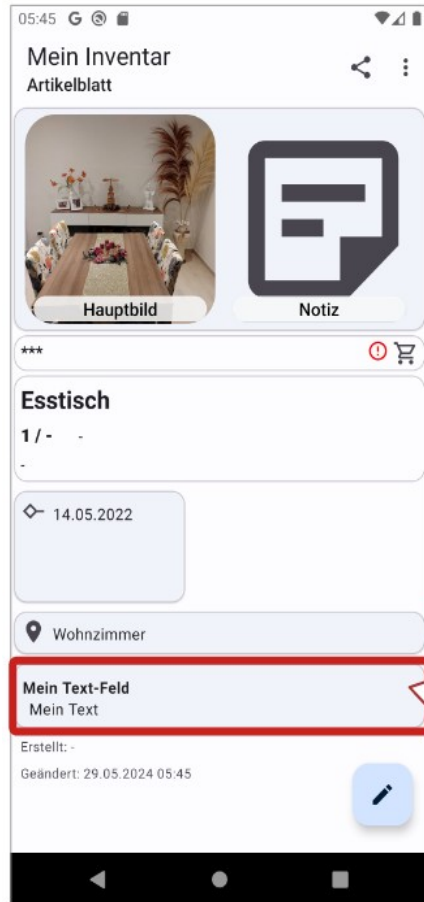 05:45 G
Mein Inventar
Artikelblatt
Hauptbild
Notiz
***
Esstisch
1 / - -
-
14.05.2022
Wohnzimmer
Mein Text-Feld
Mein Text
Erstellt: -
Geändert: 29.05.2024 05:45